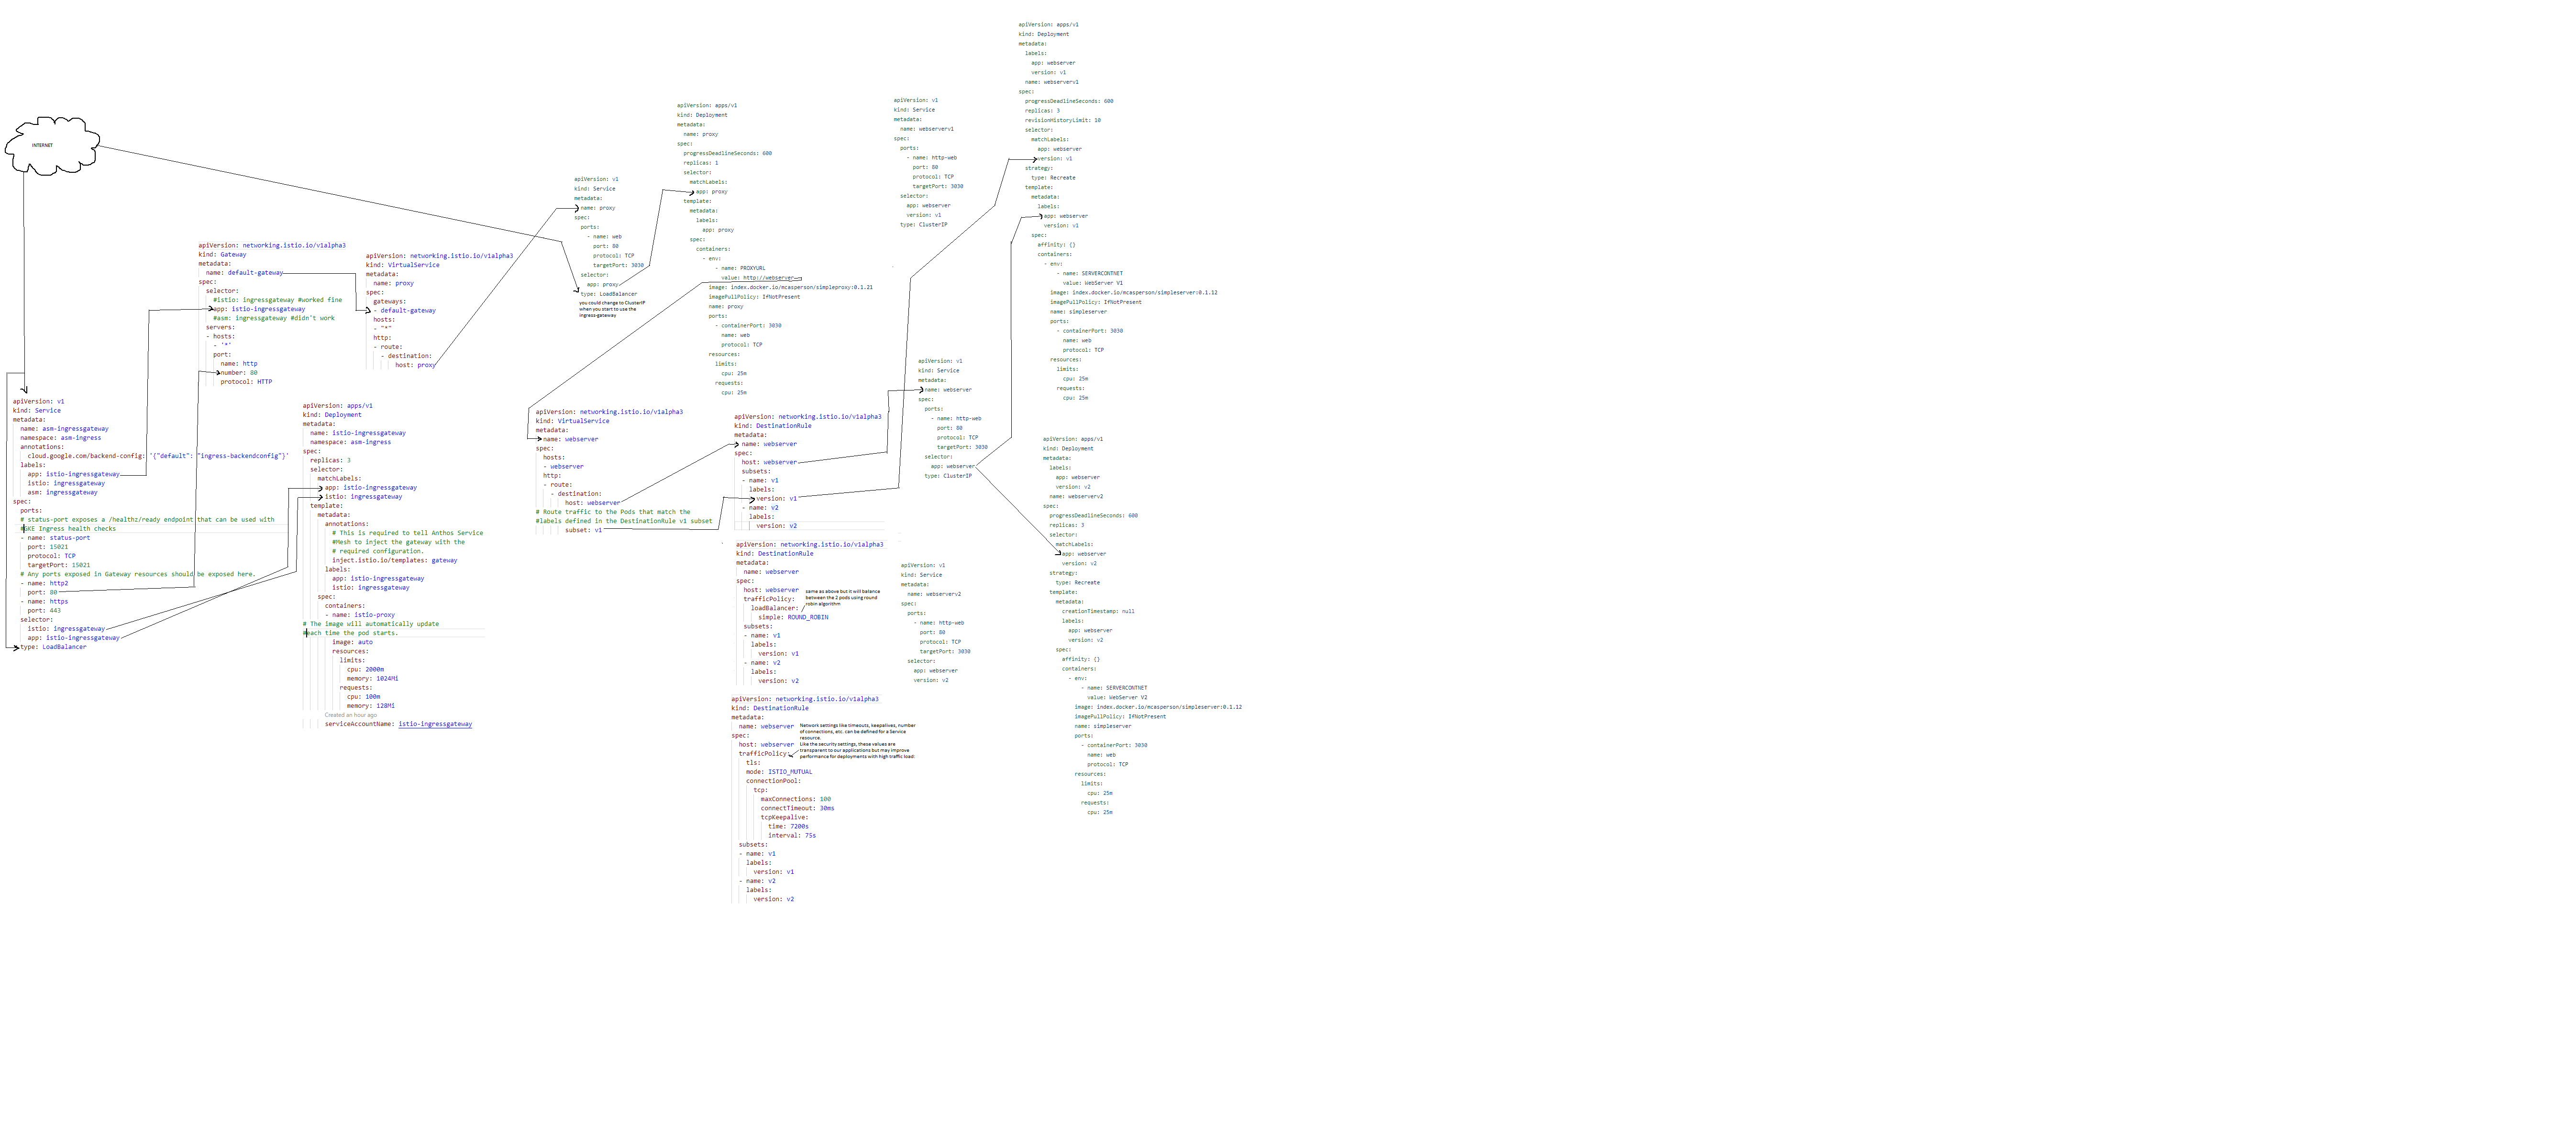 INTERNET
apiVersion: v1
kind: Service
metadata:
name: asm-ingressgateway
namespace: asm-ingress
annotations:
cloud.google.com/backend-config: '{"default": "ingress-backendconfig"}'
labels:
app: istio-ingressgateway
istio: ingressgateway
asm: ingressgateway
spec:
ports:
# status-port exposes a /healthz/ready endpoint that can be used with
#GKE Ingress health checks
- name: status-port
port: 15021
protocol: TCP
targetPort: 15021
# Any ports exposed in Gateway resources should be exposed here.
- name: http2
port: 80
- name: https
port: 443
selector:
istio: ingressgateway
app: istio-ingressgateway
type: LoadBalancer
apiVersion: networking.istio.io/v1alpha3
kind: Gateway
metadata:
name: default-gateway
spec:
selector:
#istio: ingressgateway #worked fine
app: istio-ingressgateway
#asm: ingressgateway #didn't work
servers:
- hosts:
- '*'
port:
name: http
number: 80
protocol: HTTP
apiVersion: networking.istio.io/v1alpha3
kind: VirtualService
metadata:
name: proxy
spec:
gateways:
- default-gateway
hosts:
- "*"
http:
- route:
- destination:
host: proxy
apiVersion: apps/v1
kind: Deployment
metadata:
name: istio-ingressgateway
namespace: asm-ingress
spec:
replicas: 3
selector:
matchLabels:
app: istio-ingressgateway
istio: ingressgateway
template:
metadata:
annotations:
# This is required to tell Anthos Service
#Mesh to inject the gateway with the
# required configuration.
inject.istio.io/templates: gateway
labels:
app: istio-ingressgateway
istio: ingressgateway
spec:
containers:
- name: istio-proxy
# The image will automatically update
#each time the pod starts.
image: auto
resources:
limits:
cpu: 2000m
memory: 1024Mi
requests:
cpu: 100m
memory: 128Mi
Created an hour ago
serviceAccountName: istio-ingressgateway
apiVersion: v1
kind: Service
metadata:
name: proxy
spec:
ports:
- name: web
port: 80
protocol: TCP
targetPort: 3030
selector:
app: proxy
type: LoadBalancer
you could change to ClusterIP
when you start to use the
ingress-gateway
apiVersion: apps/v1
kind: Deployment
metadata:
name: proxy
spec:
progressDeadlineSeconds: 600
replicas: 1
selector:
matchLabels:
app: proxy
template:
metadata:
labels:
app: proxy
spec:
containers:
- env:
- name: PROXYURL
value: http://webserver
image: index.docker.io/mcasperson/simpleproxy:0.1.21
imagePullPolicy: IfNotPresent
name: proxy
ports:
- containerPort: 3030
name: web
protocol: TCP
resources:
limits:
cpu: 25m
requests:
cpu: 25m
apiVersion: networking.istio.io/v1alpha3
kind: VirtualService
metadata:
name: webserver
spec:
hosts:
- webserver
http:
- route:
- destination:
host: webserver
# Route traffic to the Pods that match the
#labels defined in the DestinationRule v1 subset
subset: v1
apiVersion: networking.istio.io/v1alpha3
kind: DestinationRule
metadata:
name: webserver
spec:
host: webserver
subsets:
- name: v1
labels:
version: v1
- name: v2
labels:
version: v2
apiVersion: networking.istio.io/v1alpha3
kind: DestinationRule
metadata:
name: webserver
spec:
host: webserver
trafficPolicy:
loadBalancer:
simple: ROUND_ROBIN
subsets:
- name: v1
labels:
version: v1
- name: v2
labels:
version: v2
same as above but it will balance
between the 2 pods using round
robin algorithm
apiVersion: networking.istio.io/v1alpha3
kind: DestinationRule
metadata:
name: webserver
spec:
host: webserver
trafficPolicy:
tls:
mode: ISTIO_MUTUAL
connectionPool:
tcp:
maxConnections: 100
connectTimeout: 30ms
tcpKeepalive:
time: 7200s
interval: 75s
subsets:
- name: v1
labels:
version: v1
- name: v2
labels:
version: v2
Network settings like timeouts, keepalives, number
of connections, etc. can be defined for a Service
resource.
Like the security settings, these values are
transparent to our applications but may improve
performance for deployments with high traffic load:
apiVersion: v1
kind: Service
metadata:
name: webserverv1
spec:
ports:
- name: http-web
port: 80
protocol: TCP
targetPort: 3030
selector:
app: webserver
version: v1
type: ClusterIP
apiVersion: v1
kind: Service
metadata:
name: webserver
spec:
ports:
- name: http-web
port: 80
protocol: TCP
targetPort: 3030
selector:
app: webserver
type: ClusterIP
apiVersion: v1
kind: Service
metadata:
name: webserverv2
spec:
ports:
- name: http-web
port: 80
protocol: TCP
targetPort: 3030
selector:
app: webserver
version: v2
apiVersion: apps/v1
kind: Deployment
metadata:
labels:
app: webserver
version: v1
name: webserverv1
spec:
progressDeadlineSeconds: 600
replicas: 3
revisionHistoryLimit: 10
selector:
matchLabels:
app: webserver
version: v1
strategy:
type: Recreate
template:
metadata:
labels:
app: webserver
version: v1
spec:
affinity: {}
containers:
- env:
- name: SERVERCONTNET
value: WebServer V1
image: index.docker.io/mcasperson/simpleserver:0.1.12
imagePullPolicy: IfNotPresent
name: simpleserver
ports:
- containerPort: 3030
name: web
protocol: TCP
resources:
limits:
cpu: 25m
requests:
cpu: 25m
apiVersion: apps/v1
kind: Deployment
metadata:
labels:
app: webserver
version: v2
name: webserverv2
spec:
progressDeadlineSeconds: 600
replicas: 3
selector:
matchLabels:
app: webserver
version: v2
strategy:
type: Recreate
template:
metadata:
creationTimestamp: null
labels:
app: webserver
version: v2
spec:
affinity: {}
containers:
- env:
- name: SERVERCONTNET
value: WebServer V2
image: index.docker.io/mcasperson/simpleserver:0.1.12
imagePullPolicy: IfNotPresent
name: simpleserver
ports:
- containerPort: 3030
name: web
protocol: TCP
resources:
limits:
cpu: 25m
requests:
cpu: 25m